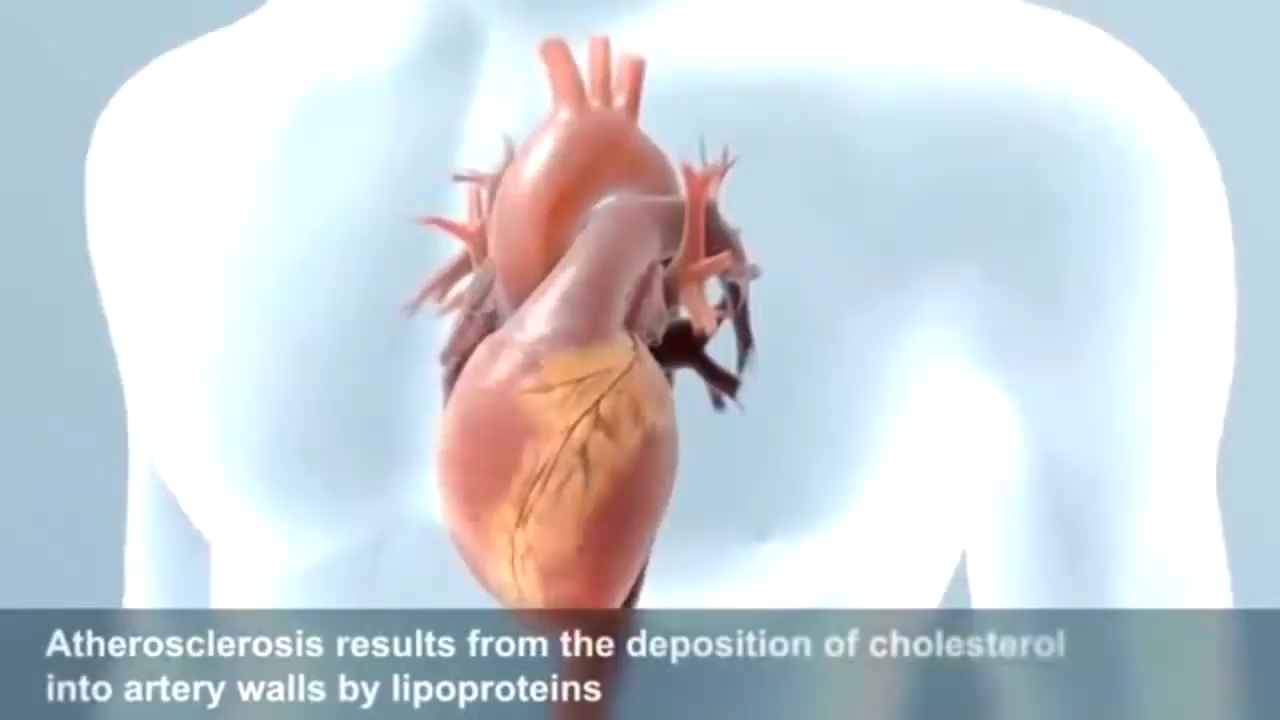 Atherosclerosis results from the deposition of cholesterol
into artery walls by lipoproteins